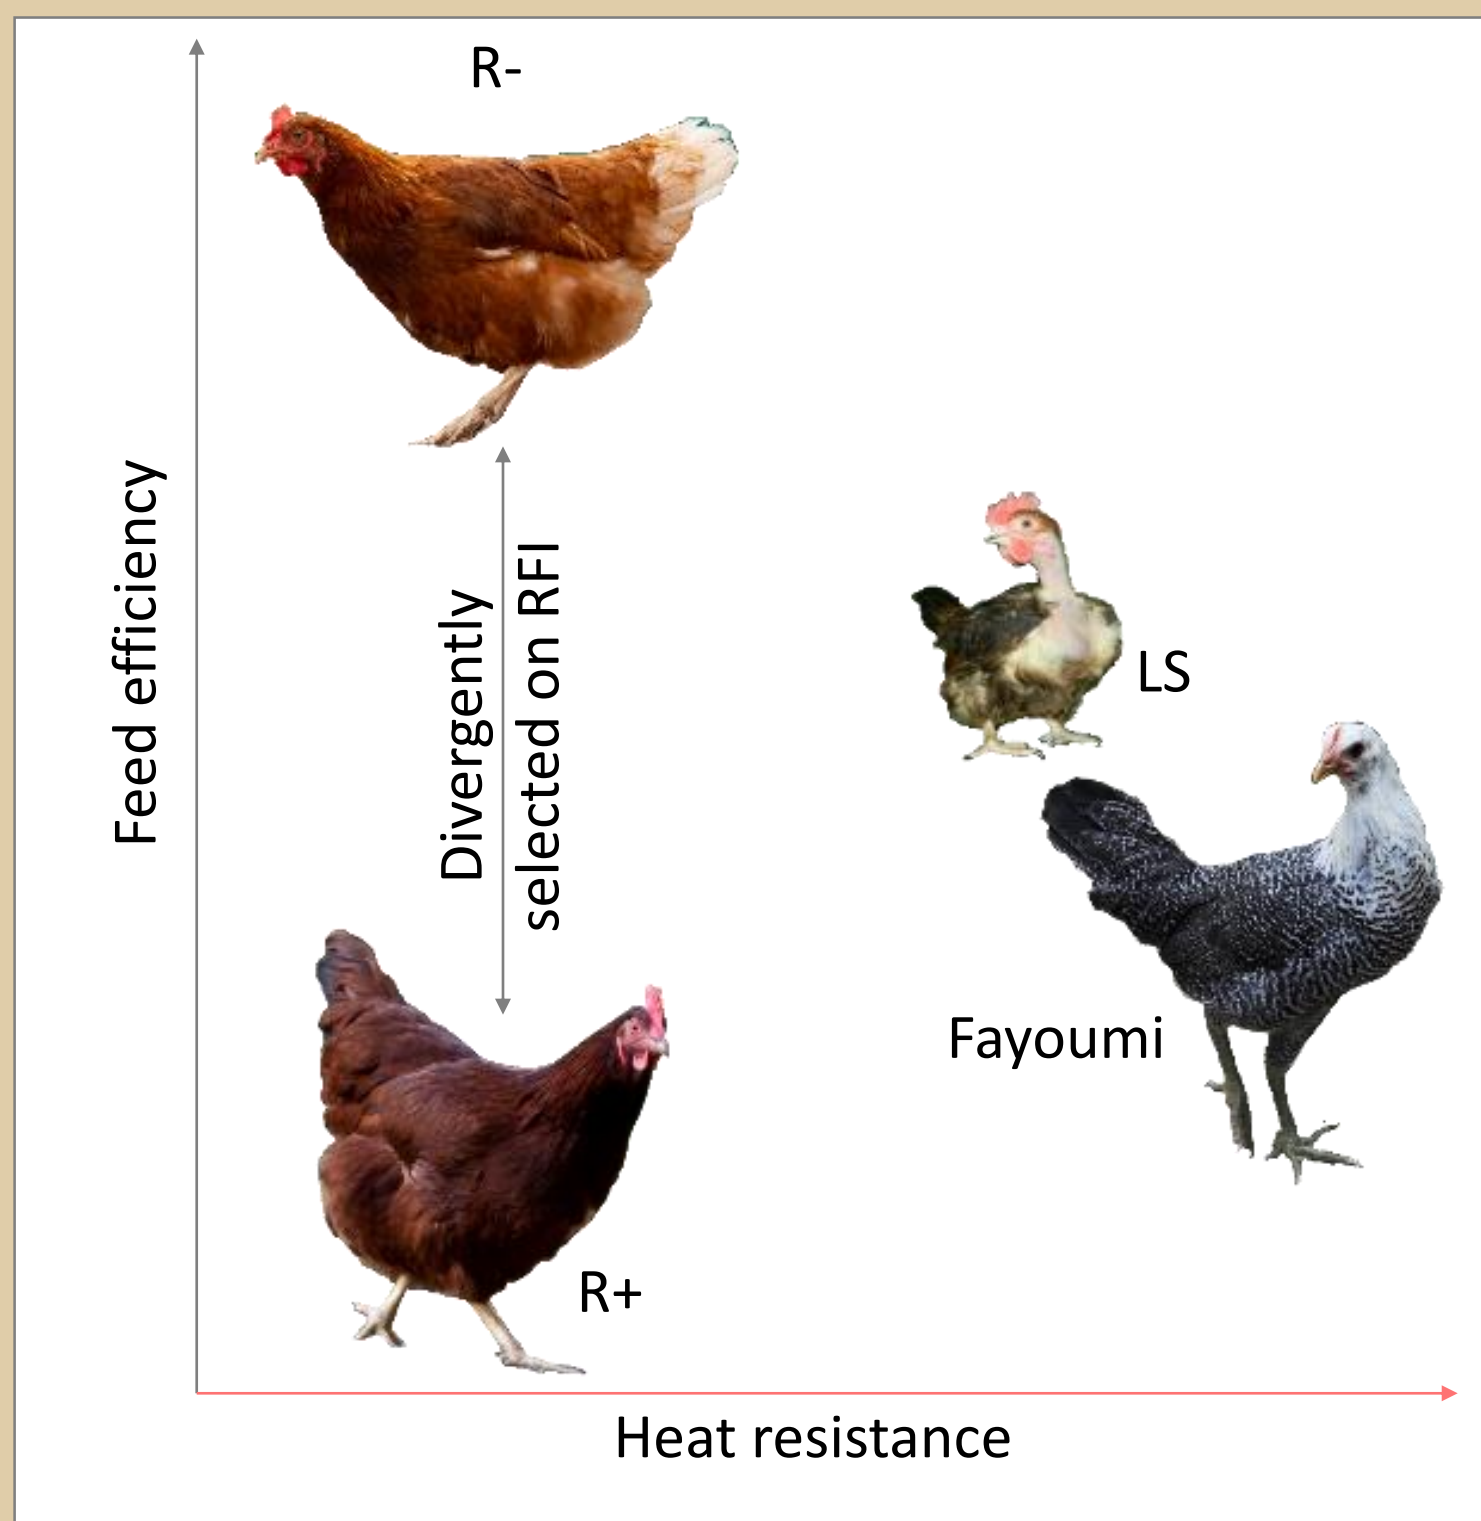 R-
Feed efficiency
Divergently
selected on RFI
LS
Fayoumi
R+
Heat resistance